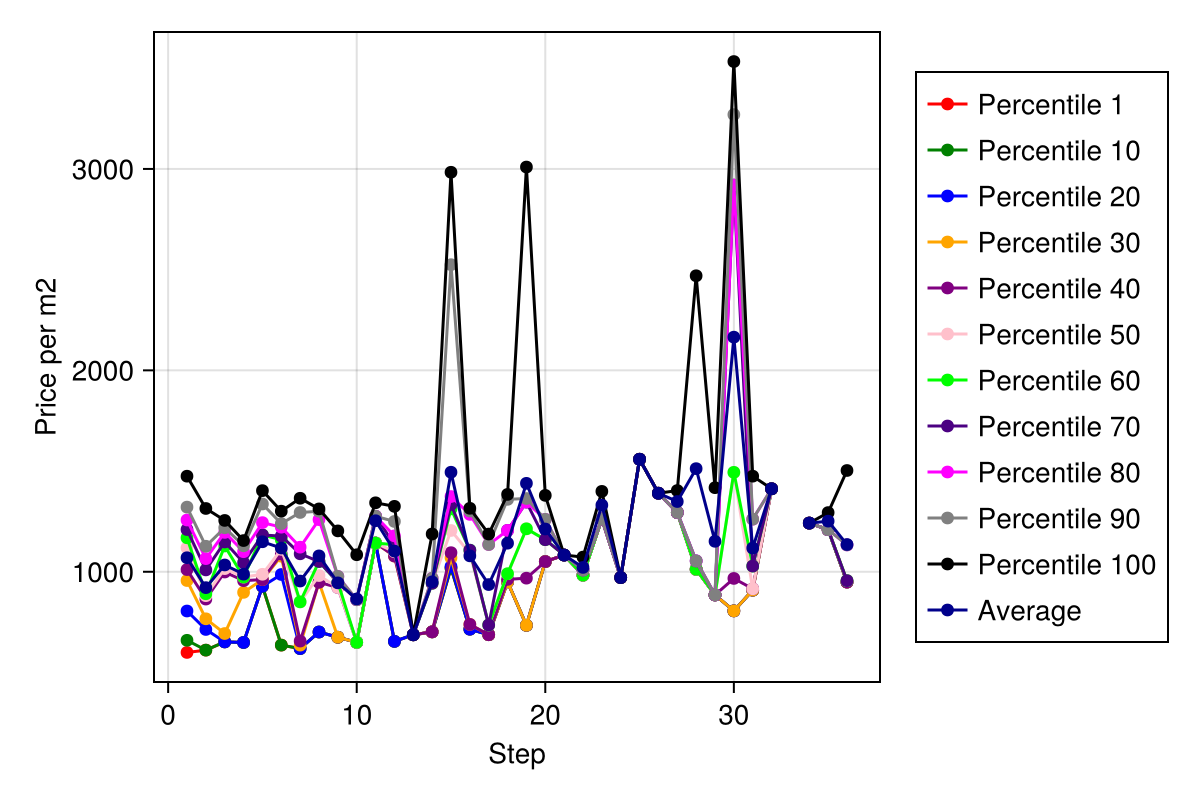 3000
2000
1000
Price per m2
0
10
20
30
Step
Percentile 1
Percentile 10
Percentile 20
Percentile 30
Percentile 40
Percentile 50
Percentile 60
Percentile 70
Percentile 80
Percentile 90
Percentile 100
Average